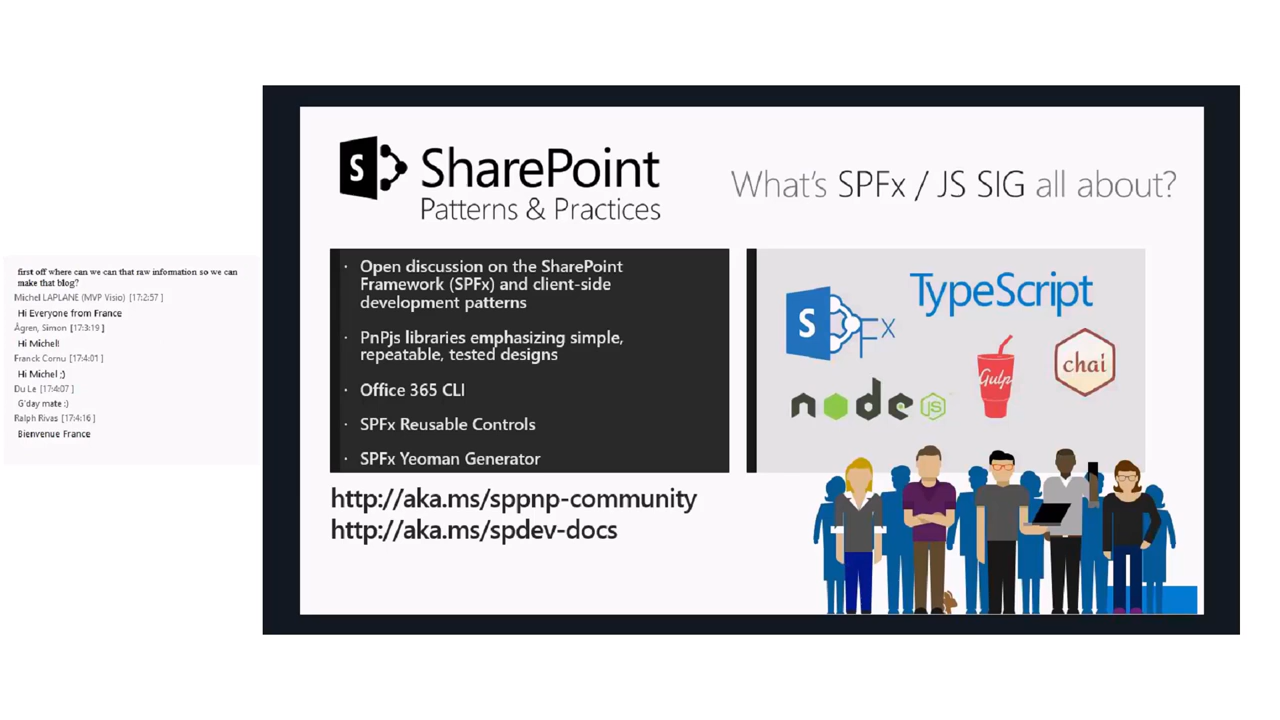 first off where can we can that raw information so we can
make that blog?
Michel LAPLANE (MVP Visio) [17:2:57 ]
Hi Everyone from France
Ågren, Simon [17:3:19 ]
Hi Michel!
Franck Cornu [17:4:01 ]
Hi Michel ;)
Du Le [17:4:07 ]
G'day mate :)
Ralph Rivas [17:4:16 ]
Bienvenue France
S SharePoint
Patterns & Practices
What's SPFx / JS SIG all about?
· Open discussion on the SharePoint
Framework (SPFx) and client-side
development patterns
· PnPjs libraries emphasizing simple,
repeatable, tested designs
· Office 365 CLI
· SPFx Reusable Controls
· SPFx Yeoman Generator
TypeScript
S Fx
Gulp
chai
node JS
http://aka.ms/sppnp-community
http://aka.ms/spdev-docs